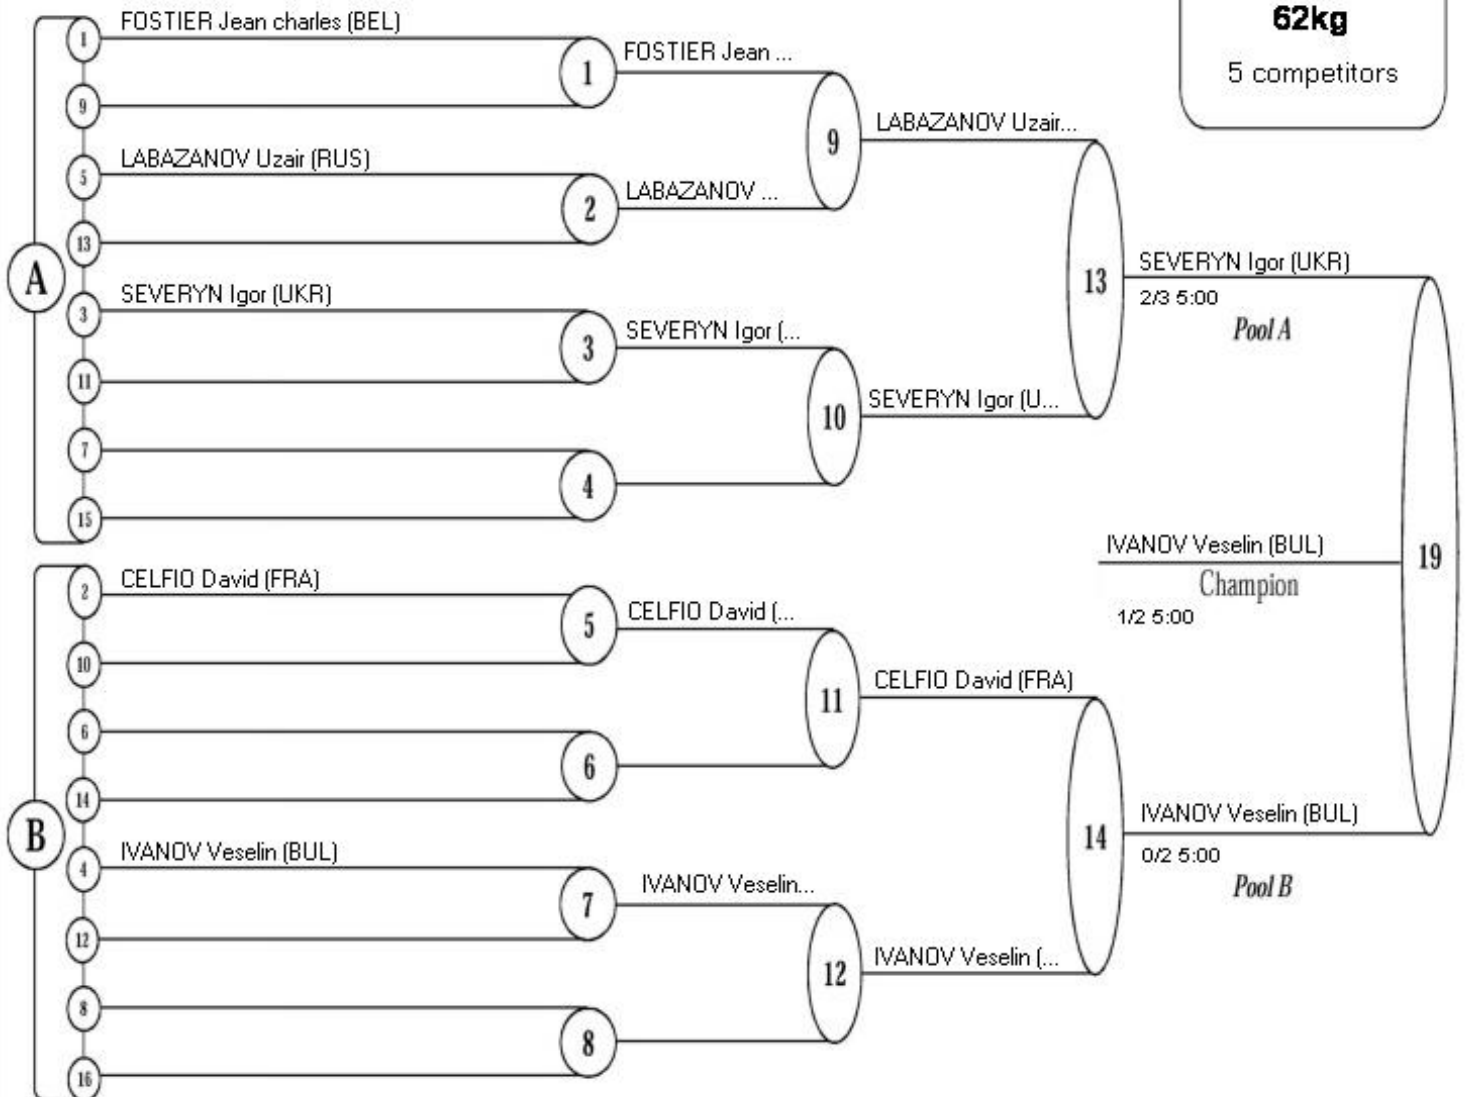 62kg
5 competitors
A
1
FOSTIER Jean charles (BEL)
9
5
LABAZANOV Uzair (RUS)
13
3
SEVERYN Igor (UKR)
11
7
15
1
2
3
4
FOSTIER Jean ...
LABAZANOV ...
SEVERYN Igor (...
9
10
LABAZANOV Uzair...
SEVERYN Igor (U...
13
SEVERYN Igor (UKR)
2/3 5:00
Pool A
B
2
CELFIO David (FRA)
10
6
14
4
IVANOV Veselin (BUL)
12
8
16
5
6
7
8
CELFIO David (...
IVANOV Veselin...
11
12
CELFIO David (FRA)
IVANOV Veselin (...
14
IVANOV Veselin (BUL)
0/2 5:00
Pool B
19
IVANOV Veselin (BUL)
Champion
1/2 5:00